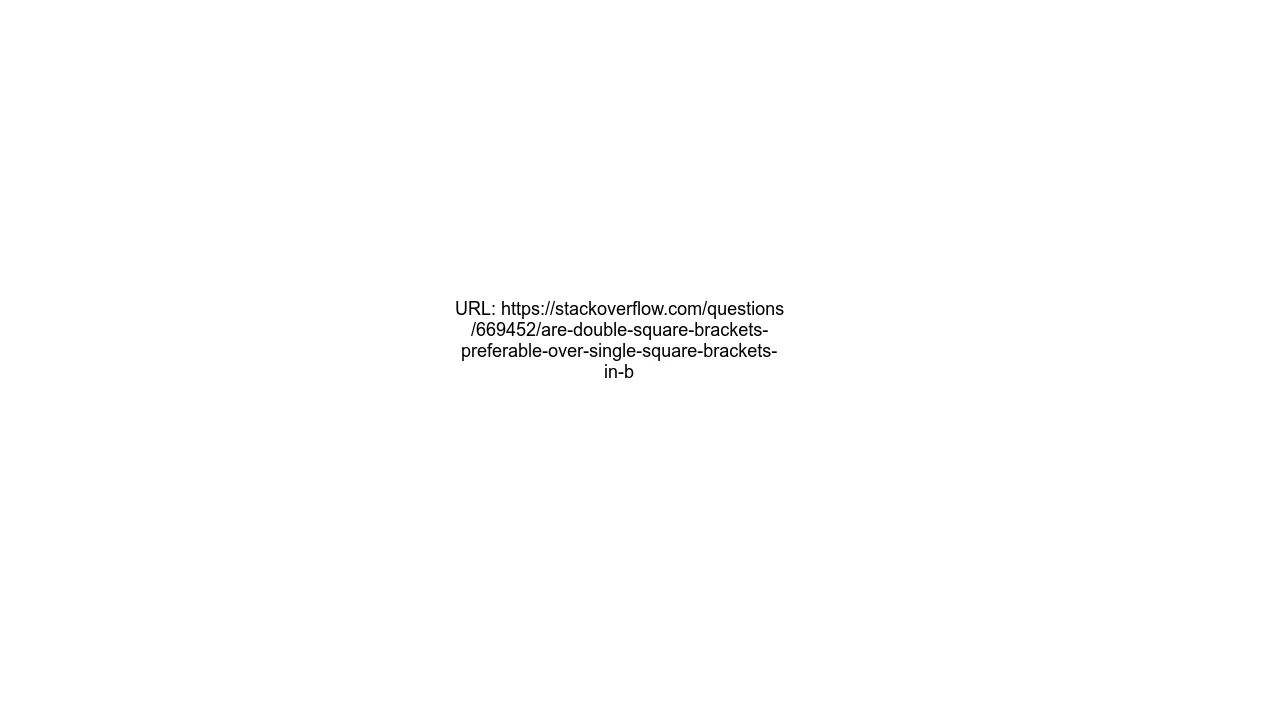 URL: https://stackoverflow.com/questions
/669452/are-double-square-brackets-
preferable-over-single-square-brackets-
in-b